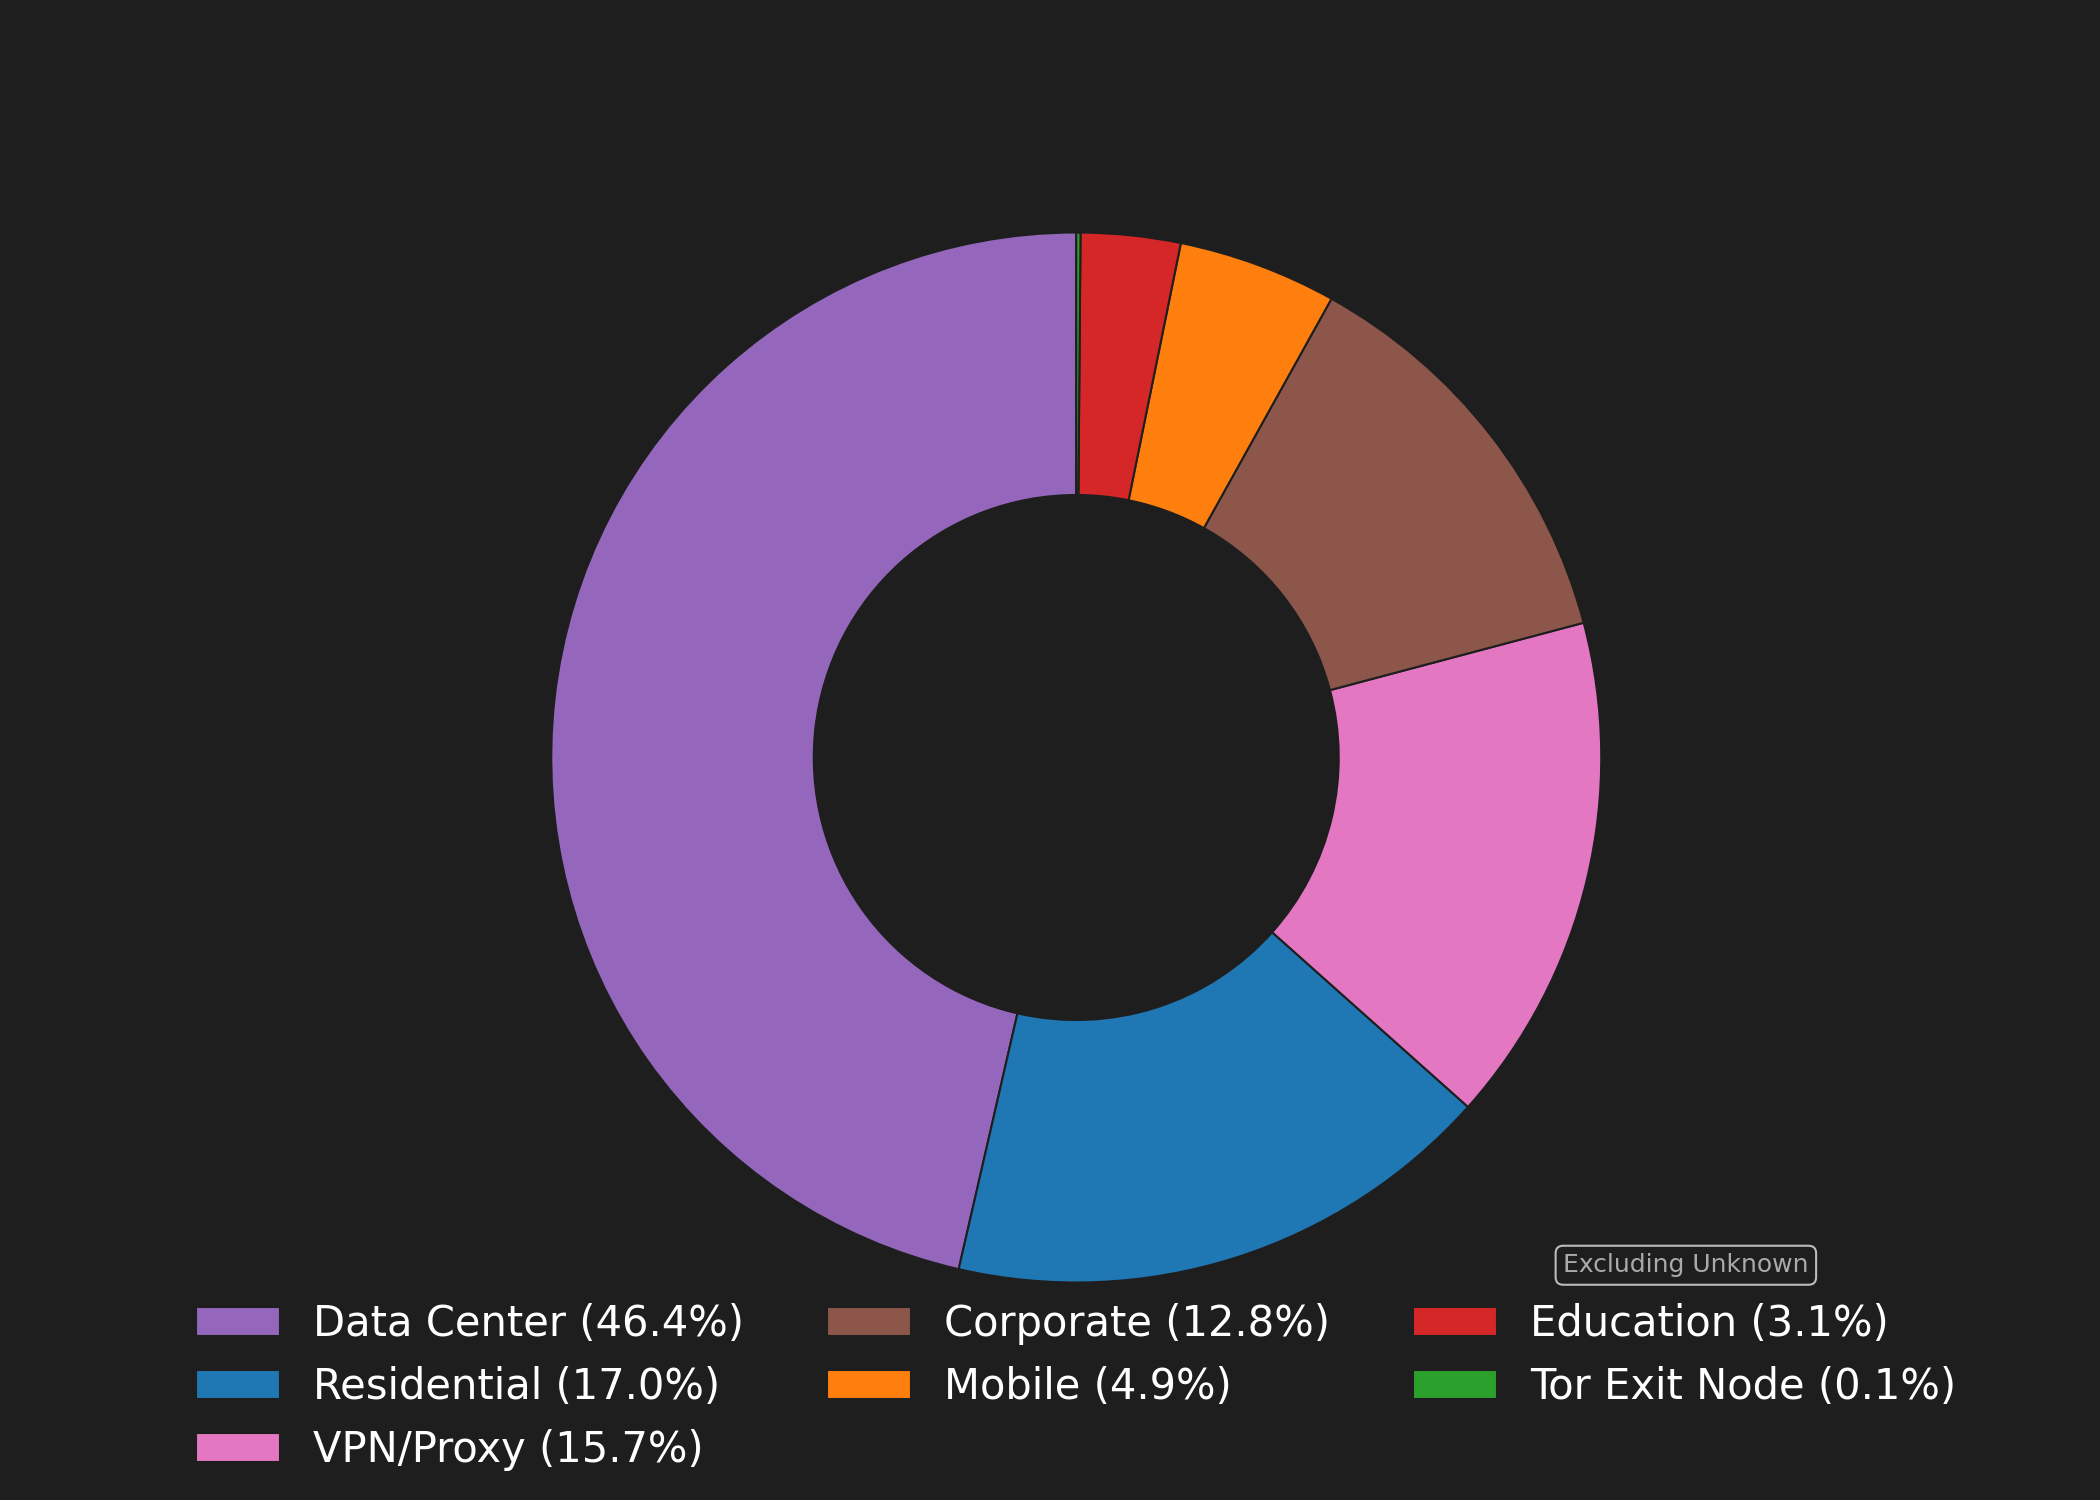 Excluding Unknown
Data Center (46.4%)
Residential (17.0%)
VPN/Proxy (15.7%)
Corporate (12.8%)
Mobile (4.9%)
Education (3.1%)
Tor Exit Node (0.1%)